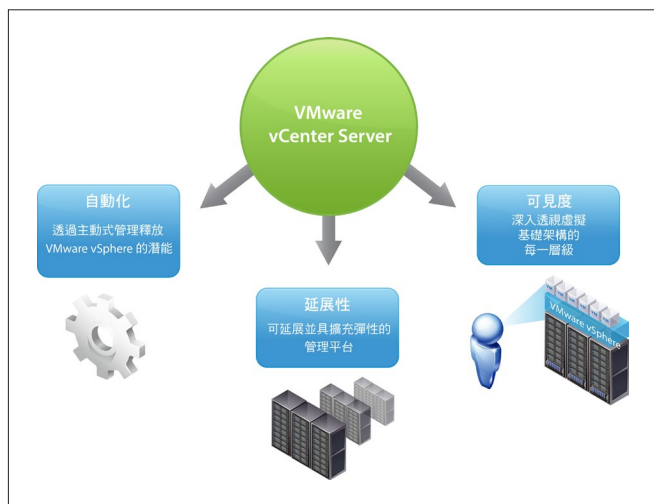 VMware
vCenter Server
自動化
透過主動式管理釋放
VMware vSphere 的潛能
延展性
可延展並具擴充彈性的
管理平台
可見度
深入透視虛擬
基礎架構的
每一層級
VMware vSphere